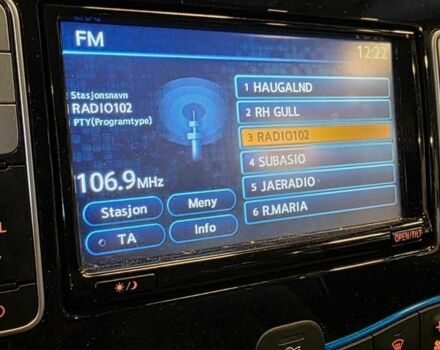 FM
12:22
Stasjonsnavn
RADIO102
PTY(Programtype)
106.9MHz
Stasjon
Meny
TA
Info
1 HAUGALND
2 RH GULL
3 RADIO102
4 SUBASIO
5 JAERADIO
6 R.MARIA
OPEN/TILT